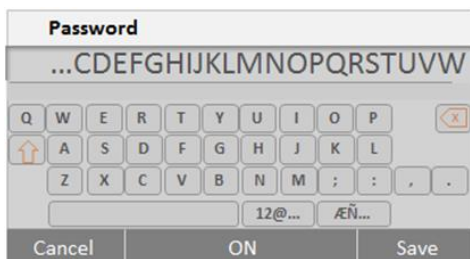 Password
...CDEFGHIJKLMNOPQRSTUVW
Q W E R T Y U I O P X
A S D F G H J K L
Z X C V B N M ; : , .
12@... ÆÑ...
Cancel ON Save